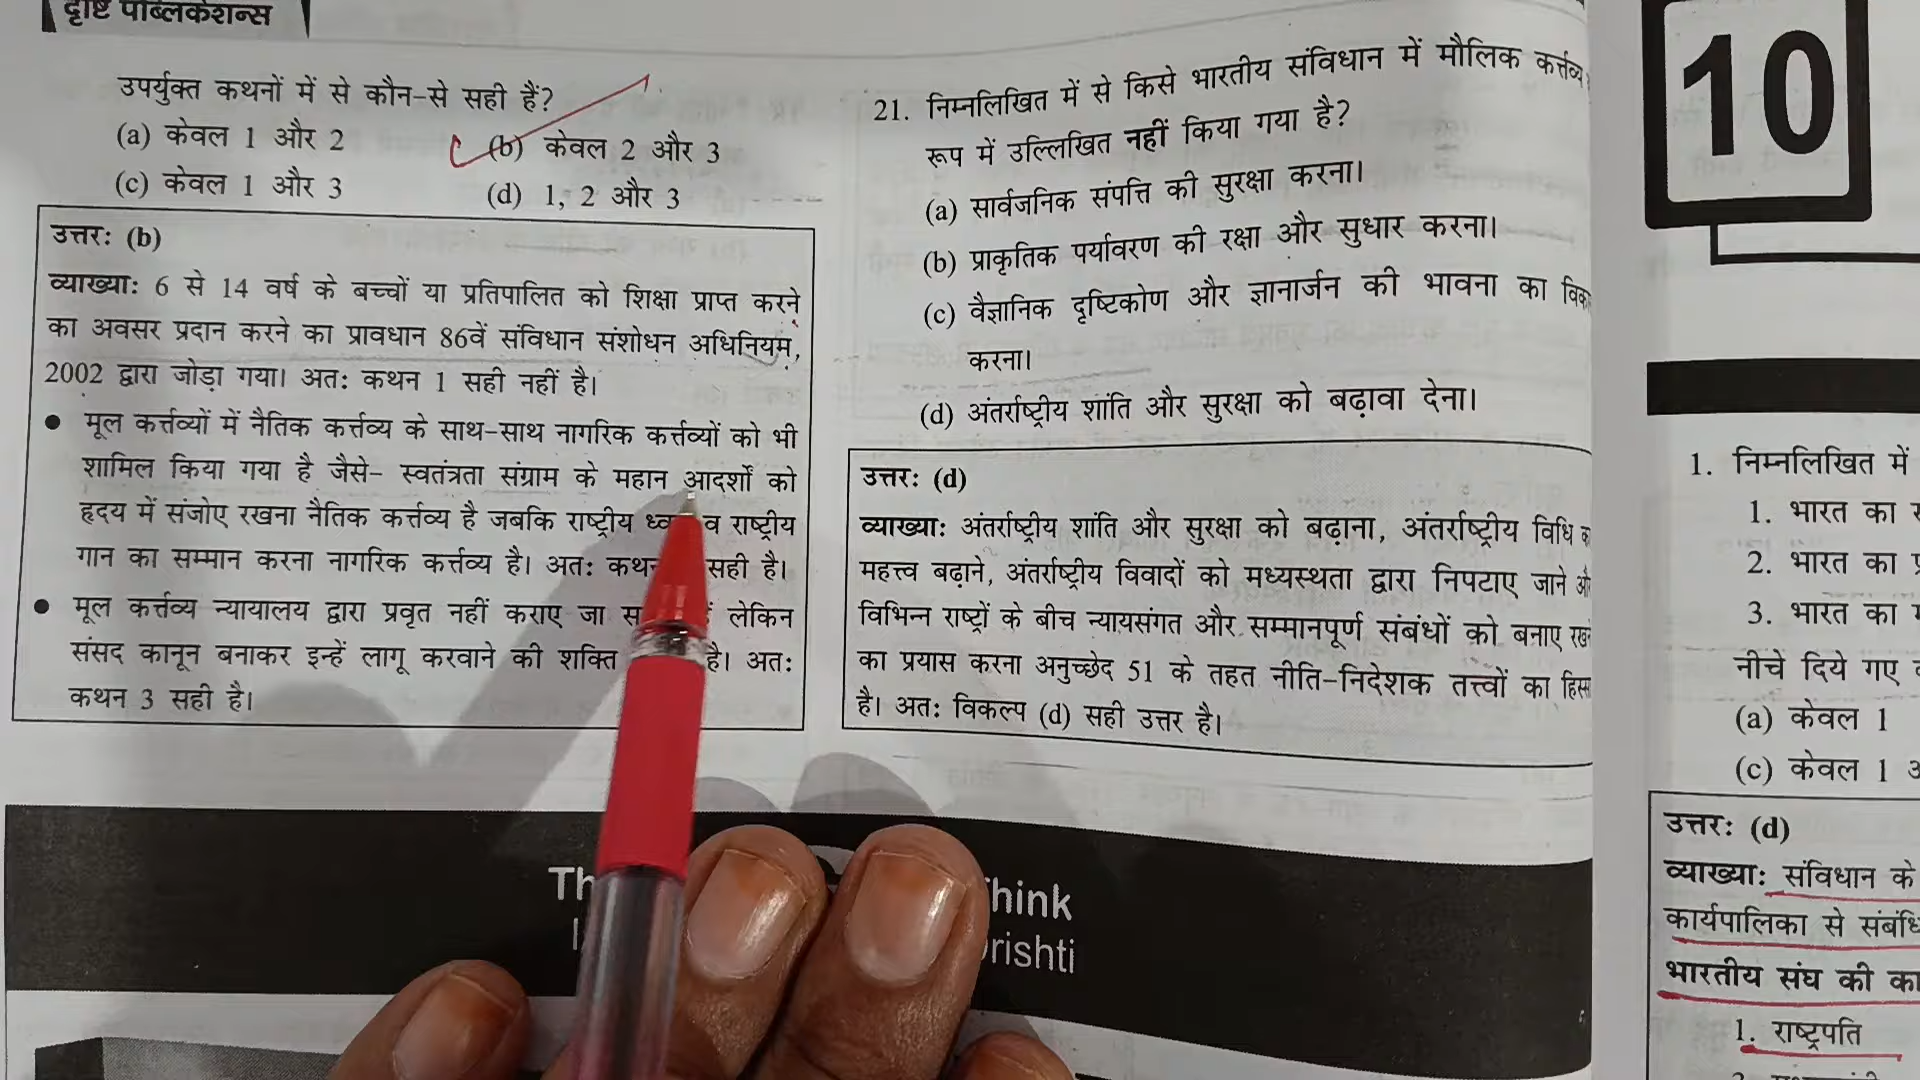 दृष्टि पब्लिकेशन्स
उपर्युक्त कथनों में से कौन-से सही हैं?
(a) केवल 1 और 2
(b) केवल 2 और 3
(c) केवल 1 और 3
(d) 1, 2 और 3
उत्तरः (b)
व्याख्याः 6 से 14 वर्ष के बच्चों या प्रतिपालित को शिक्षा प्राप्त करने
का अवसर प्रदान करने का प्रावधान 86वें संविधान संशोधन अधिनियम,
2002 द्वारा जोड़ा गया। अतः कथन 1 सही नहीं है।
• मूल कर्त्तव्यों में नैतिक कर्त्तव्य के साथ-साथ नागरिक कर्त्तव्यों को भी
शामिल किया गया है जैसे- स्वतंत्रता संग्राम के महान आदर्शों को
हृदय में संजोए रखना नैतिक कर्त्तव्य है जबकि राष्ट्रीय व राष्ट्रीय
गान का सम्मान करना नागरिक कर्त्तव्य है। अतः सही है।
• मूल कर्त्तव्य न्यायालय द्वारा प्रवृत नहीं कराए जा लेकिन
संसद कानून बनाकर इन्हें लागू करवाने की शक्ति है। अतः
कथन 3 सही है।
21. निम्नलिखित में से किसे भारतीय संविधान में मौलिक कर्त्तव्य
रूप में उल्लिखित नहीं किया गया है?
(a) सार्वजनिक संपत्ति की सुरक्षा करना।
(b) प्राकृतिक पर्यावरण की रक्षा और सुधार करना।
(c) वैज्ञानिक दृष्टिकोण और ज्ञानार्जन की भावना का
करना।
(d) अंतर्राष्ट्रीय शांति और सुरक्षा को बढ़ावा देना।
उत्तरः (d)
व्याख्याः अंतर्राष्ट्रीय शांति और सुरक्षा को बढ़ाना, अंतर्राष्ट्रीय विधि
महत्त्व बढ़ाने, अंतर्राष्ट्रीय विवादों को मध्यस्थता द्वारा निपटाए जाने
विभिन्न राष्ट्रों के बीच न्यायसंगत और सम्मानपूर्ण संबंधों को बनाए
का प्रयास करना अनुच्छेद 51 के तहत नीति-निदेशक तत्त्वों का
है। अतः विकल्प (d) सही उत्तर है।
10
1. निम्नलिखित में
1. भारत का
2. भारत का
3. भारत का
नीचे दिये गए
(a) केवल 1
(c) केवल 1
उत्तरः (d)
व्याख्याः संविधान के
कार्यपालिका से
भारतीय संघ की
1. राष्ट्रपति